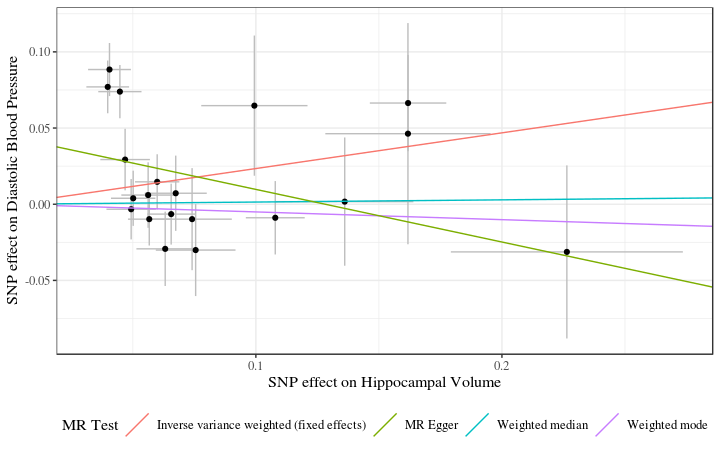 SNP effect on Diastolic Blood Pressure
0.10
0.05
0.00
-0.05
0.1
0.2
SNP effect on Hippocampal Volume
MR Test
Inverse variance weighted (fixed effects)
MR Egger
Weighted median
Weighted mode